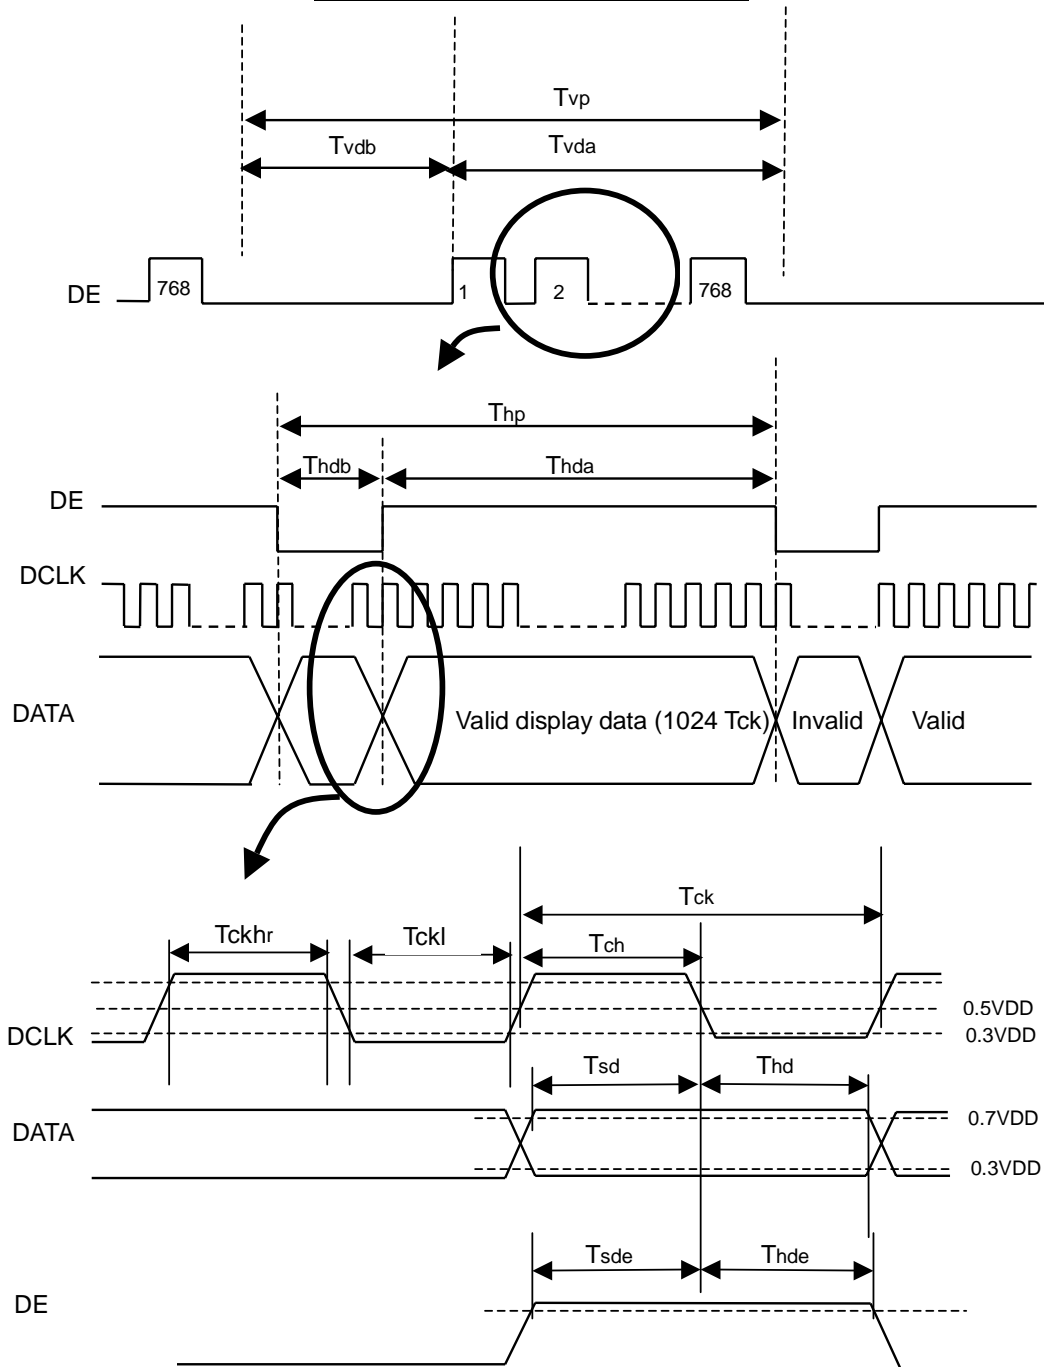 Tvp
Tvdb Tvda
DE 768 1 2 768
Thp
Thdb Thda
DE
DCLK
DATA Valid display data (1024 Tck) Invalid Valid
Tck
Tckhr Tckl Tch
0.5VDD
DCLK 0.3VDD
Tsd Thd
DATA 0.7VDD
0.3VDD
Tsde Thde
DE